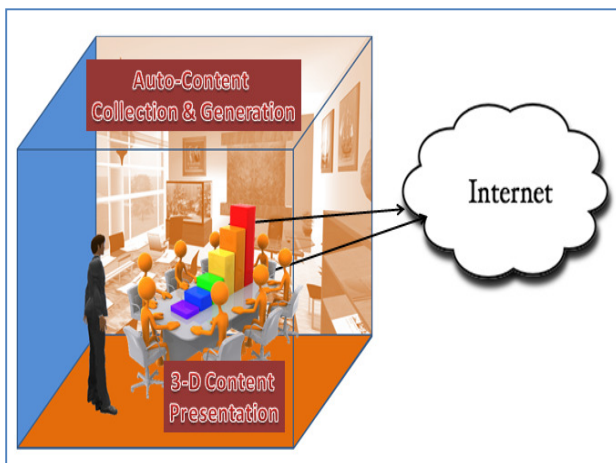 Auto-Content
Collection & Generation
Internet
3-D Content
Presentation